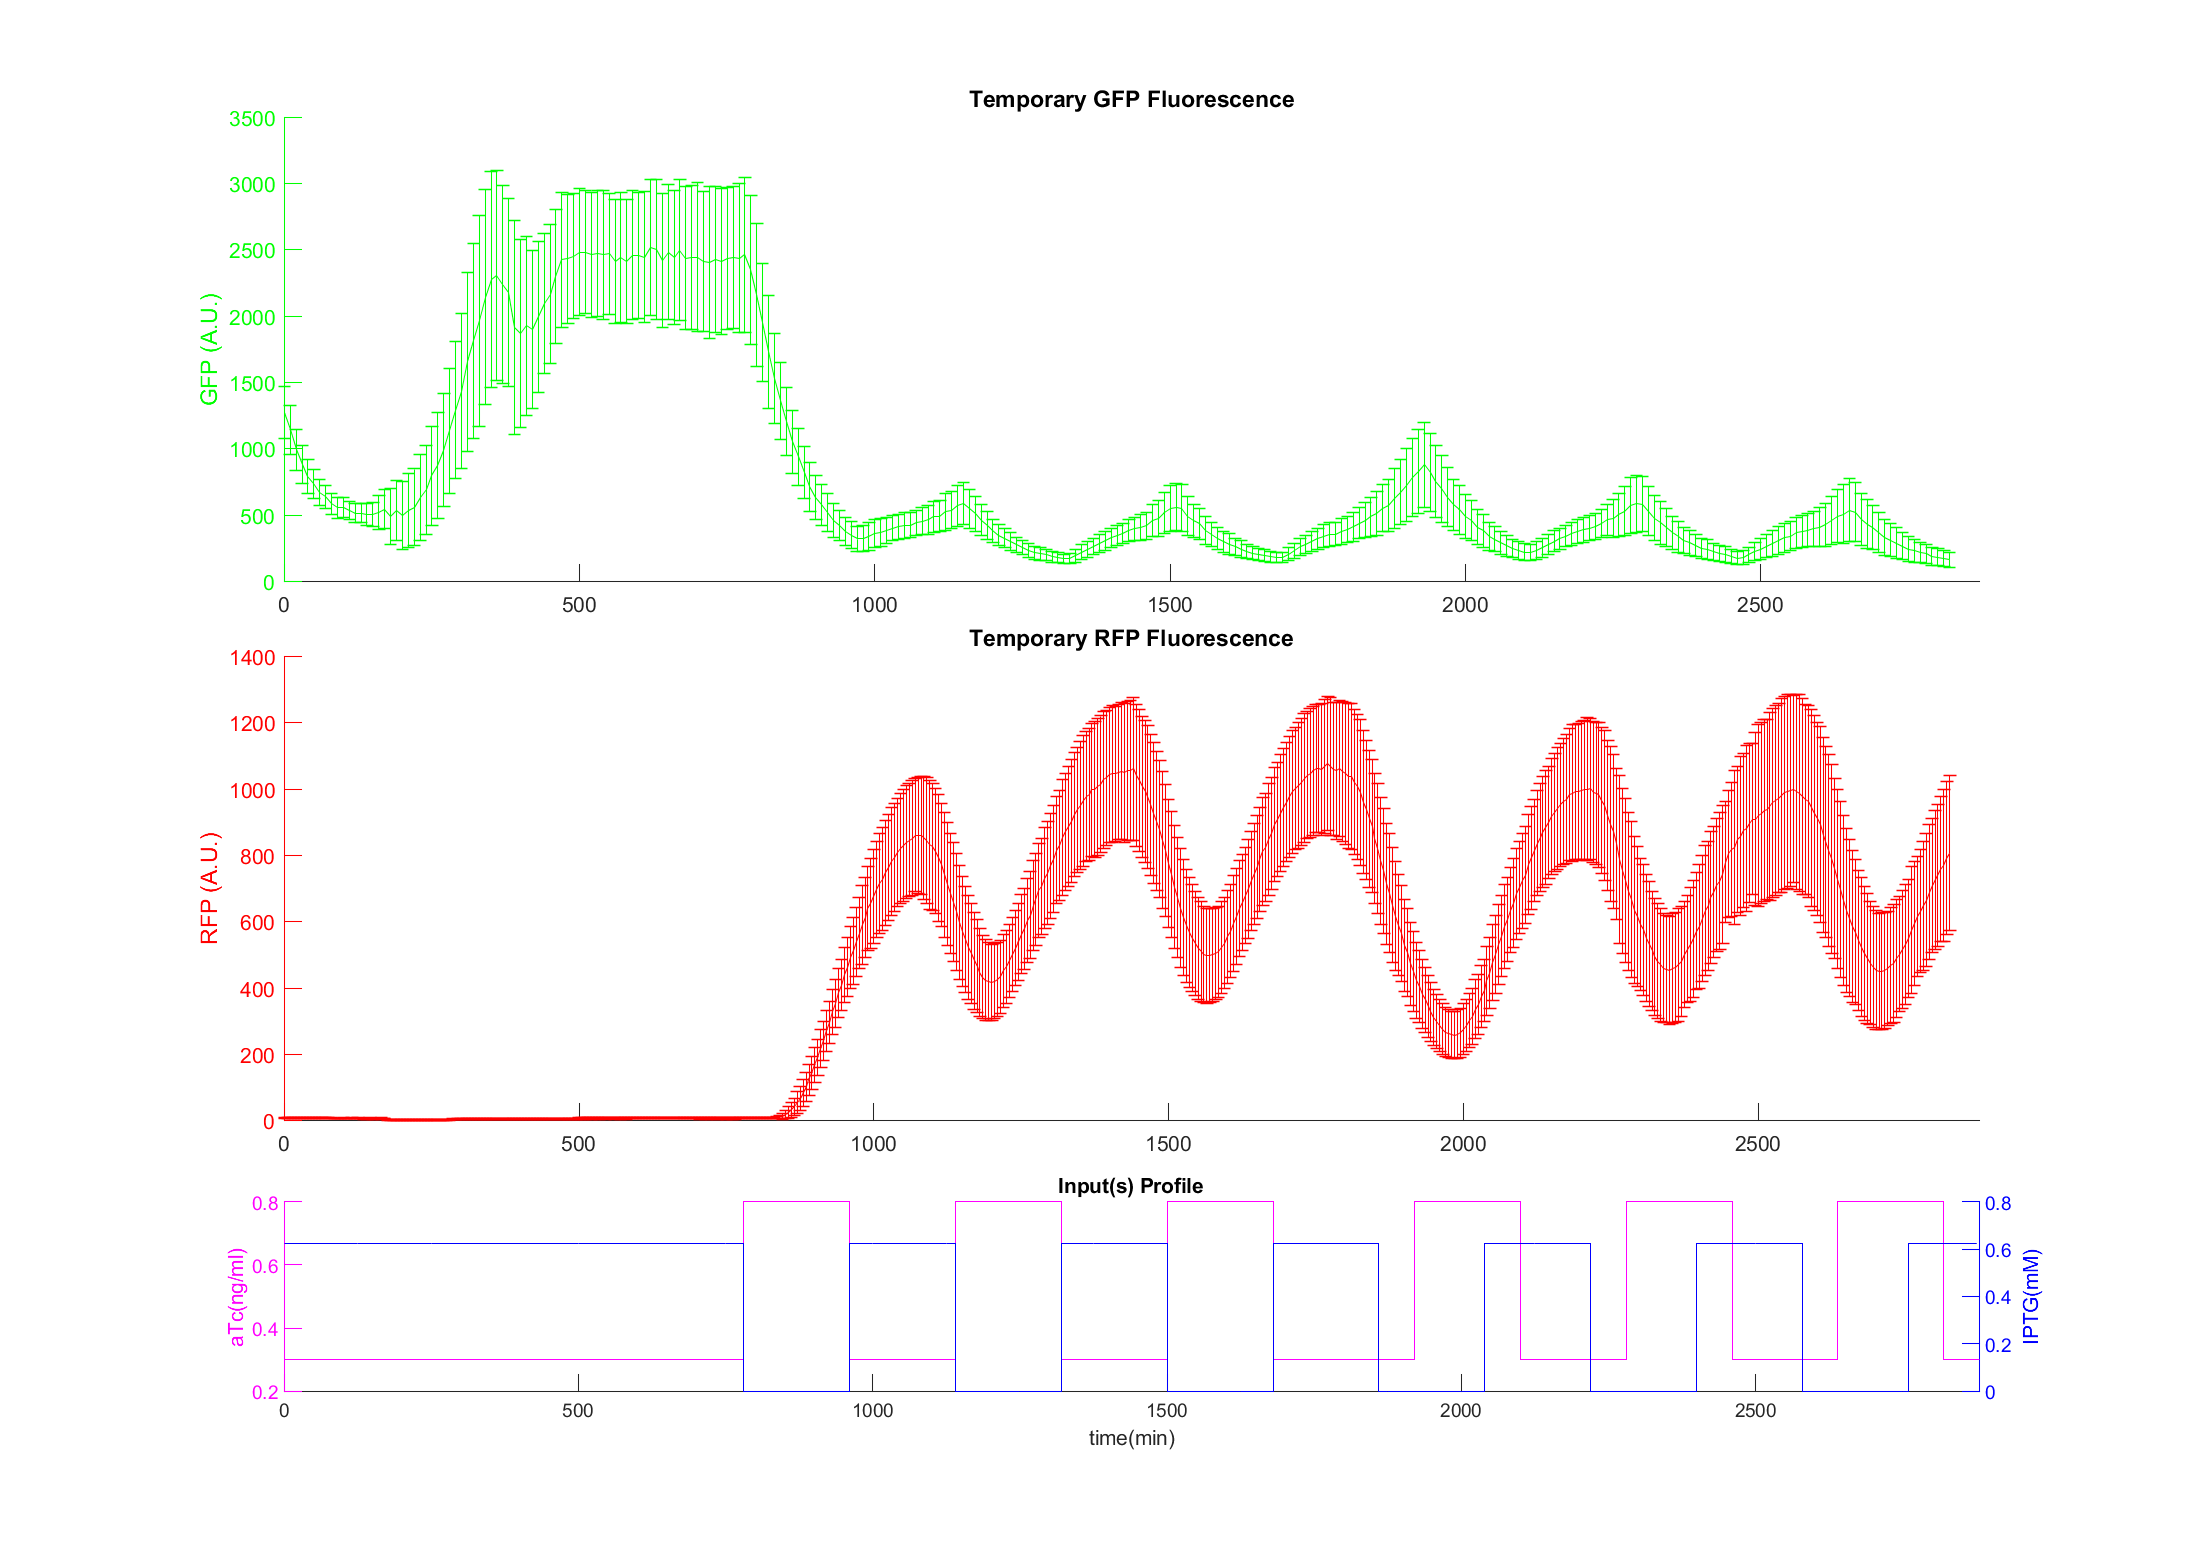 Temporary GFP Fluorescence
3500
3000
2500
2000
1500
1000
500
0
GFP (A.U.)
0 500 1000 1500 2000 2500
Temporary RFP Fluorescence
1400
1200
1000
800
600
400
200
0
RFP (A.U.)
0 500 1000 1500 2000 2500
Input(s) Profile
0.8
0.6
0.4
0.2
aTc(ng/ml)
0.8
0.6
0.4
0.2
0
IPTG(mM)
0 500 1000 1500 2000 2500
time(min)